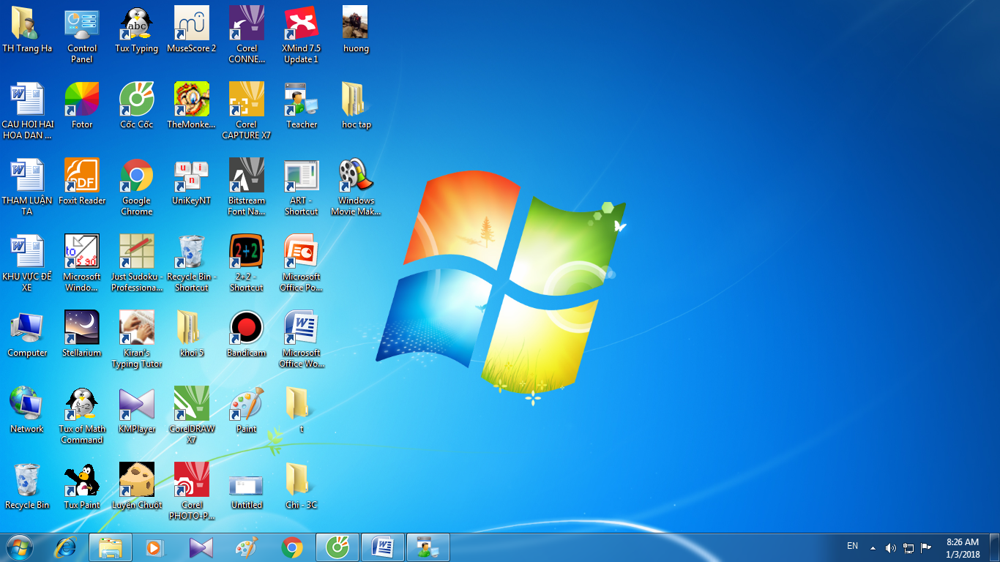 TH Trang Ha
Control
Panel
abc
Tux Typing
MuseScore 2
Corel
CONNE...
XMind 7.5
Update 1
huong
CAU HOI HAI
HOA DAN ...
Fotor
Cốc Cốc
TheMonke...
Corel
CAPTURE X7
Teacher
hoc tap
THAM LUẬN
TA
PDF
Foxit Reader
Google
Chrome
u i n
UniKeyNT
Bitstream
Font Na...
ART -
Shortcut
Windows
Movie Mak...
KHU VỰC ĐỂ
XE
Microsoft
Windo...
Just Sudoku -
Professiona...
Recycle Bin -
Shortcut
2+2
2+2 -
Shortcut
Microsoft
Office Po...
Computer
Stellarium
Kiran's
Typing Tutor
khoi 5
Bandicam
Microsoft
Office Wo...
Network
Tux of Math
Command
KMPlayer
CorelDRAW
X7
Paint
t
Recycle Bin
Tux Paint
Luyện Chuột
Corel
PHOTO-P...
Untitled
Chi - 3C
EN
8:26 AM
1/3/2018